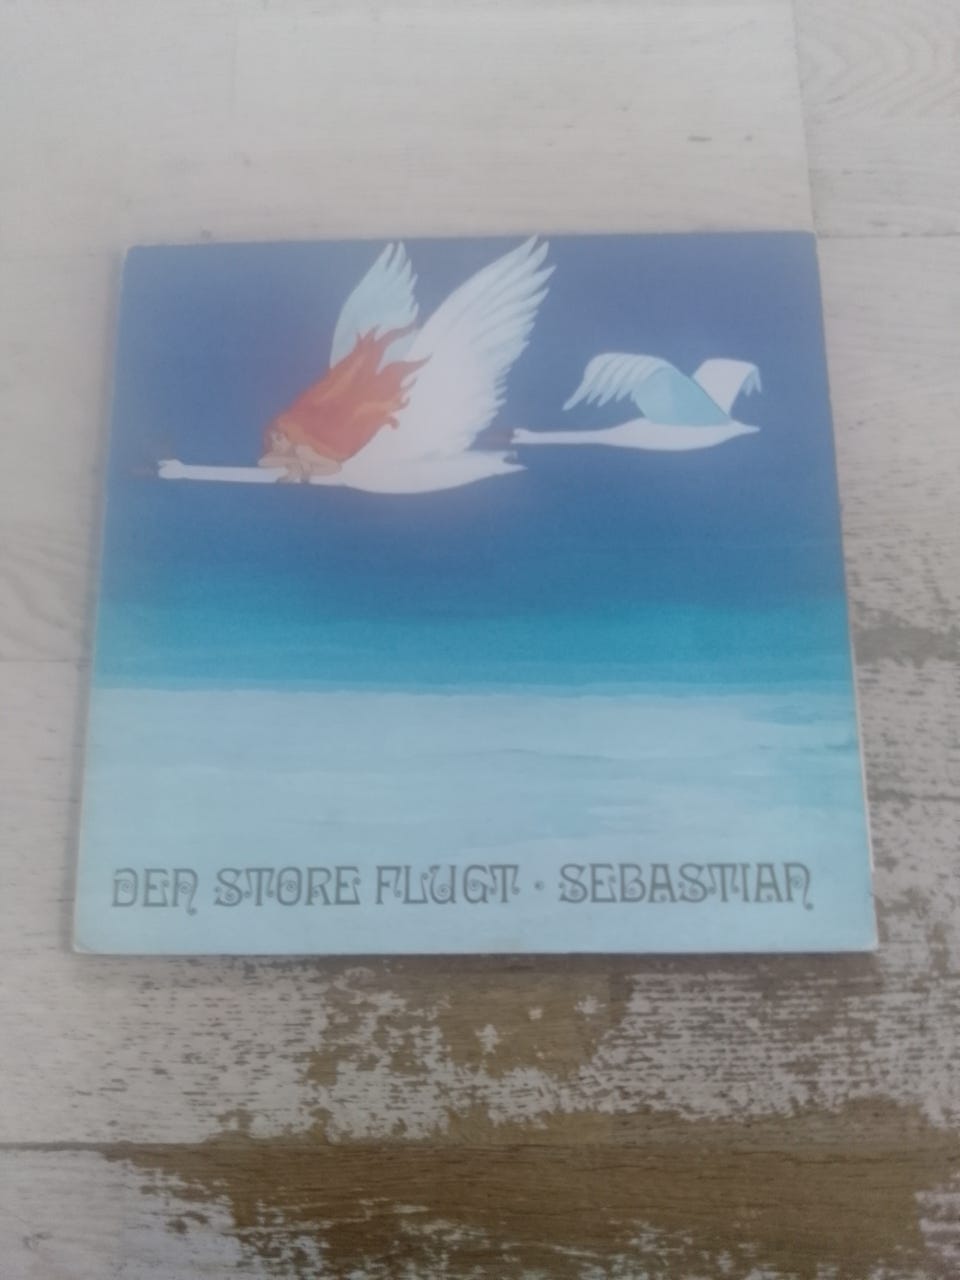 DEN STORE FLUGT · SEBASTIAN